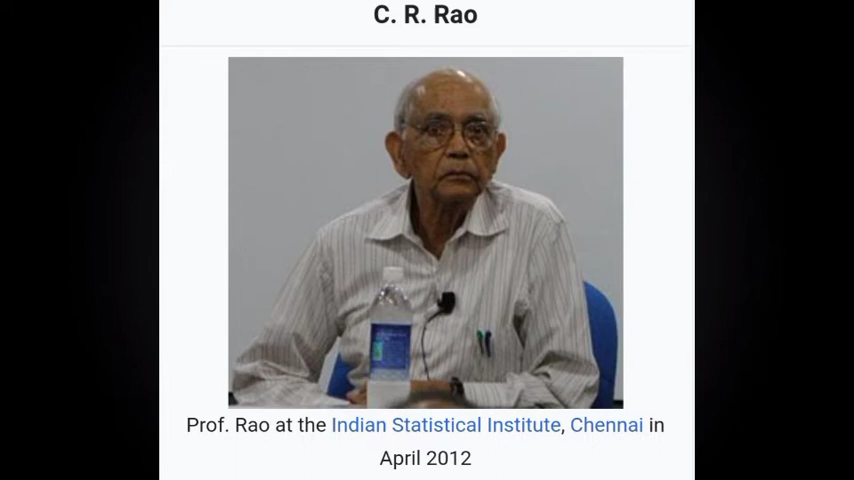 C. R. Rao
Prof. Rao at the Indian Statistical Institute, Chennai in
April 2012